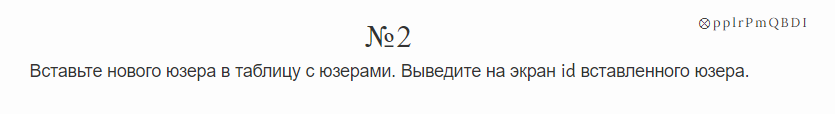 №2
⊗pplrPmQBDI
Вставьте нового юзера в таблицу с юзерами. Выведите на экран id вставленного юзера.